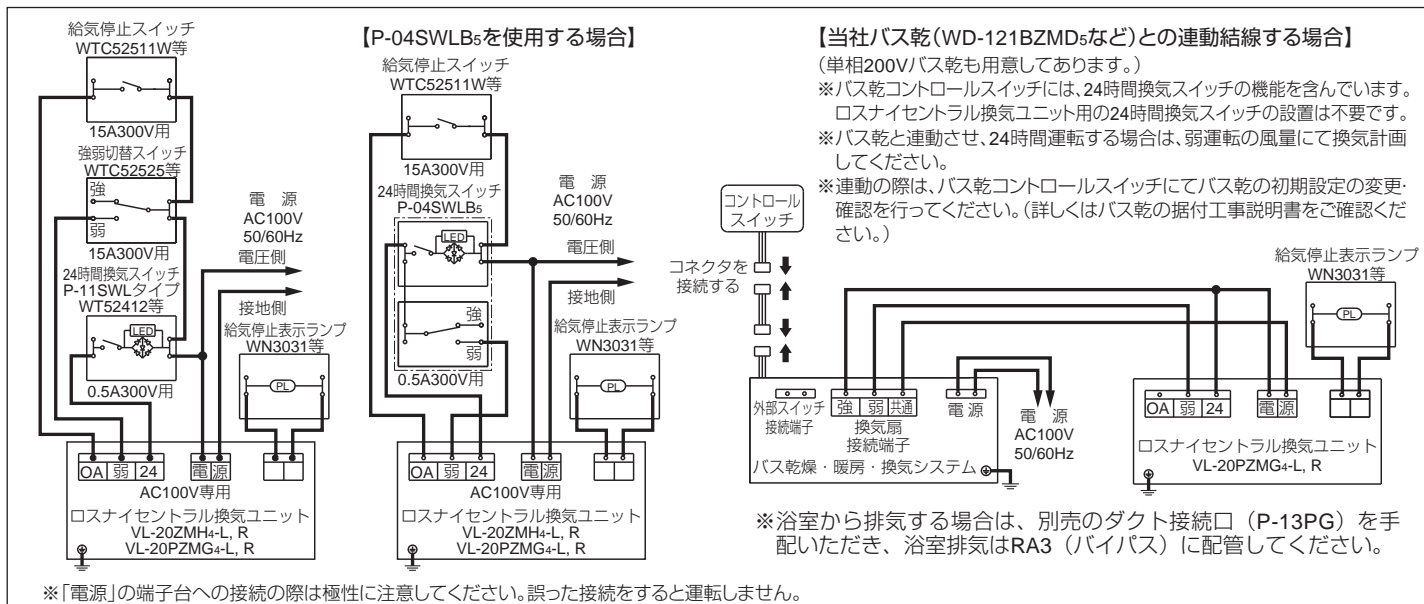 給気停止スイッチ
WTC52511W等
15A300V用
強弱切替スイッチ
WTC52525等
強
弱
15A300V用
24時間換気スイッチ
P-11SWLタイプ
WT52412等
LED
0.5A300V用
電 源
AC100V
50/60Hz
電圧側
接地側
給気停止表示ランプ
WN3031等
PL
OA 弱 24
電源
AC100V専用
ロスナイセントラル換気ユニット
VL-20ZMH4-L, R
VL-20PZMG4-L, R
【P-04SWLB5を使用する場合】
給気停止スイッチ
WTC52511W等
15A300V用
24時間換気スイッチ
P-04SWLB5
LED
強
弱
0.5A300V用
電 源
AC100V
50/60Hz
電圧側
接地側
給気停止表示ランプ
WN3031等
PL
OA 弱 24
電源
AC100V専用
ロスナイセントラル換気ユニット
VL-20ZMH4-L, R
VL-20PZMG4-L, R
【当社バス乾(WD-121BZMD5など)との連動結線する場合】
(単相200Vバス乾も用意してあります。)
※バス乾コントロールスイッチには、24時間換気スイッチの機能を含んでいます。
ロスナイセントラル換気ユニット用の24時間換気スイッチの設置は不要です。
※バス乾と連動させ、24時間運転する場合は、弱運転の風量にて換気計画
してください。
※連動の際は、バス乾コントロールスイッチにてバス乾の初期設定の変更・
確認を行ってください。(詳しくはバス乾の据付工事説明書をご確認くだ
さい。)
コントロール
スイッチ
コネクタを
接続する
外部スイッチ
接続端子
強 弱 共通
換気扇
接続端子
電 源
バス乾燥・暖房・換気システム
電 源
AC100V
50/60Hz
給気停止表示ランプ
WN3031等
PL
OA 弱 24
電源
ロスナイセントラル換気ユニット
VL-20PZMG4-L, R
※浴室から排気する場合は、別売のダクト接続口（P-13PG）を手
配いただき、浴室排気はRA3（バイパス）に配管してください。
※「電源」の端子台への接続の際は極性に注意してください。誤った接続をすると運転しません。